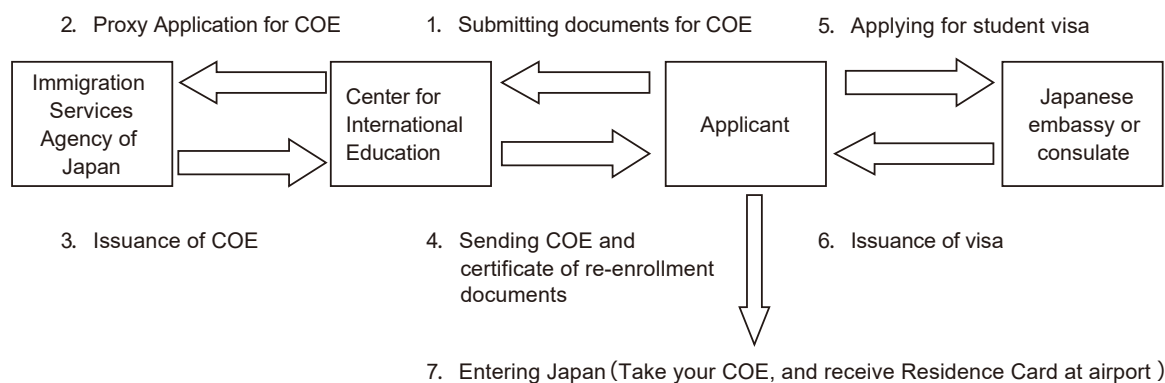 2. Proxy Application for COE
1. Submitting documents for COE
5. Applying for student visa
Immigration
Services
Agency of
Japan
Center for
International
Education
Applicant
Japanese
embassy or
consulate
3. Issuance of COE
4. Sending COE and
certificate of re-enrollment
documents
6. Issuance of visa
7. Entering Japan (Take your COE, and receive Residence Card at airport )